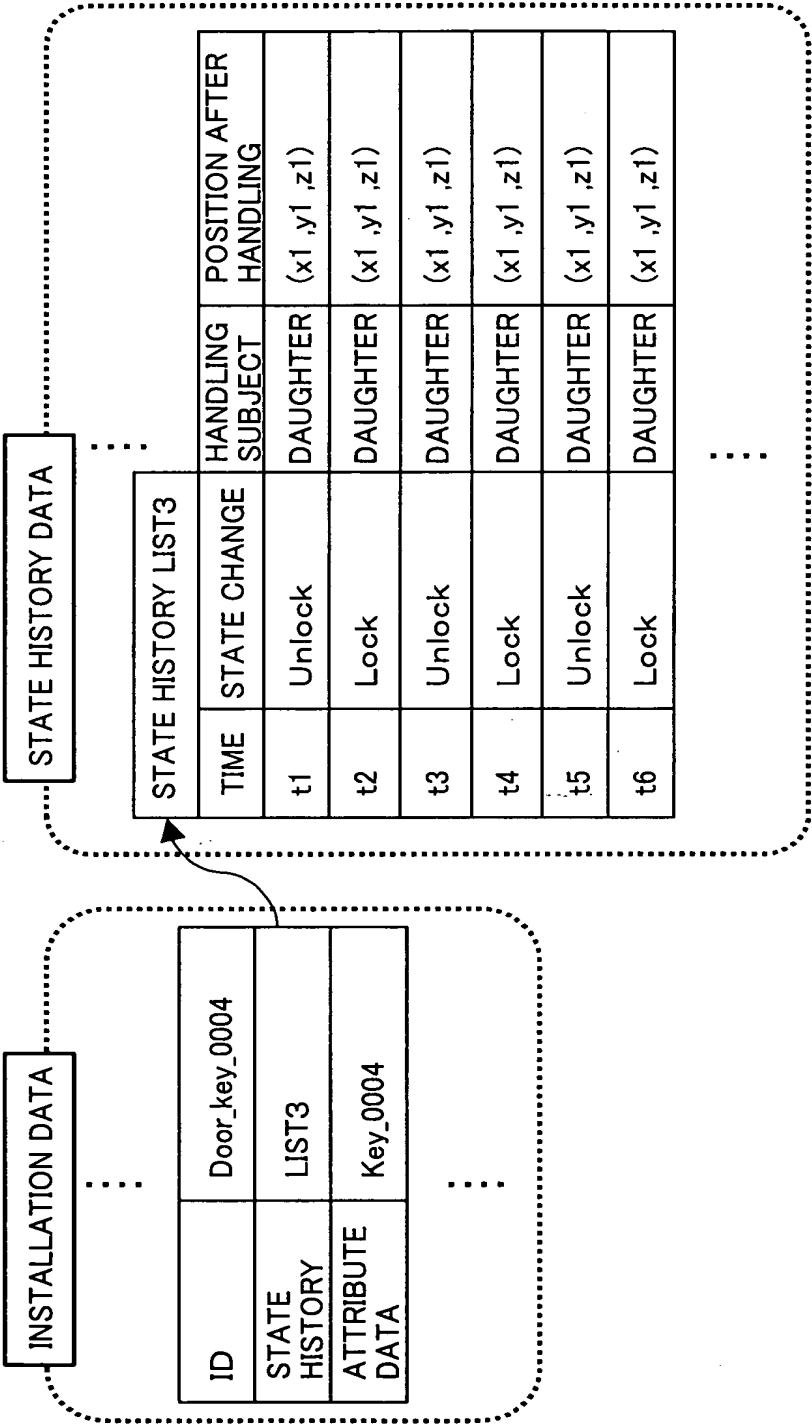 INSTALLATION DATA
....
ID Door_key_0004
STATE
HISTORY LIST3
ATTRIBUTE
DATA Key_0004
....
STATE HISTORY DATA
....
STATE HISTORY LIST3
TIME STATE CHANGE HANDLING
SUBJECT POSITION AFTER
HANDLING
t1 Unlock DAUGHTER (x1 ,y1 ,z1)
t2 Lock DAUGHTER (x1 ,y1 ,z1)
t3 Unlock DAUGHTER (x1 ,y1 ,z1)
t4 Lock DAUGHTER (x1 ,y1 ,z1)
t5 Unlock DAUGHTER (x1 ,y1 ,z1)
t6 Lock DAUGHTER (x1 ,y1 ,z1)
....